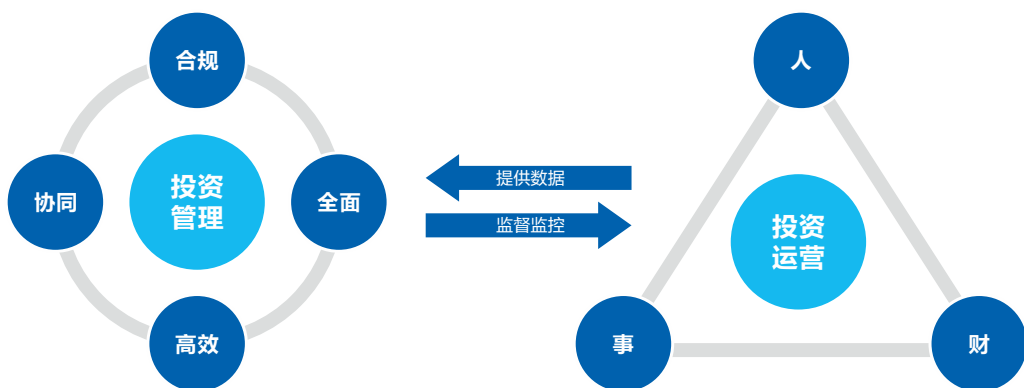 合规
协同
投资
管理
全面
高效
提供数据
监督监控
人
投资
运营
事
财